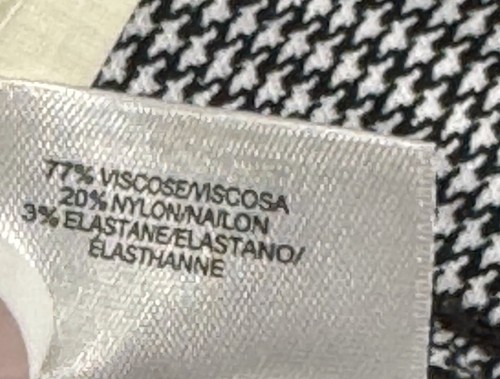 77% VISCOSE/VISCOSA
20% NYLON/NAILON
3% ELASTANE/ELASTANO/
ÉLASTHANNE